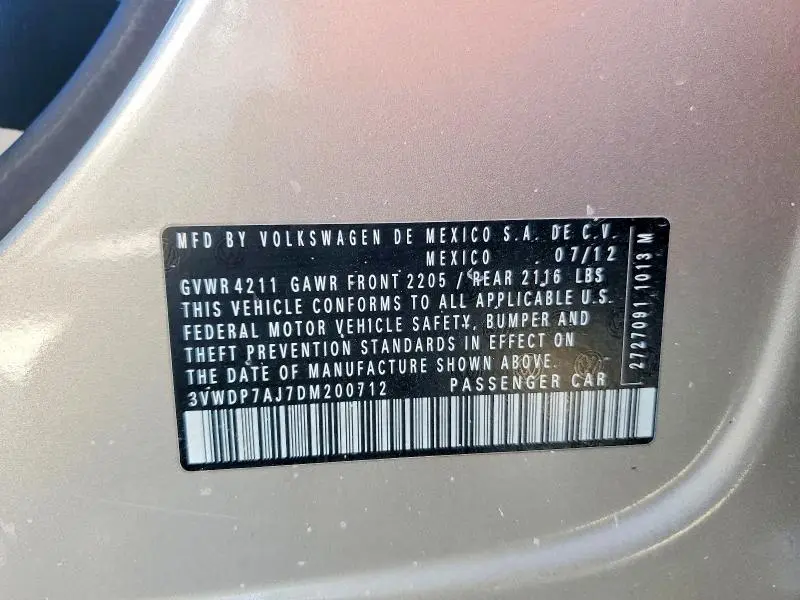 MFD BY VOLKSWAGEN DE MEXICO S.A. DE C.V.
MEXICO . 07/12
GVWR 4211 GAWR FRONT 2205 / REAR 2116 LBS
THIS VEHICLE CONFORMS TO ALL APPLICABLE U.S.
FEDERAL MOTOR VEHICLE SAFETY, BUMPER AND
THEFT PREVENTION STANDARDS IN EFFECT ON
THE DATE OF MANUFACTURE SHOWN ABOVE.
3VWDP7AJ7DM200712 PASSENGER CAR
2727091 1013 M